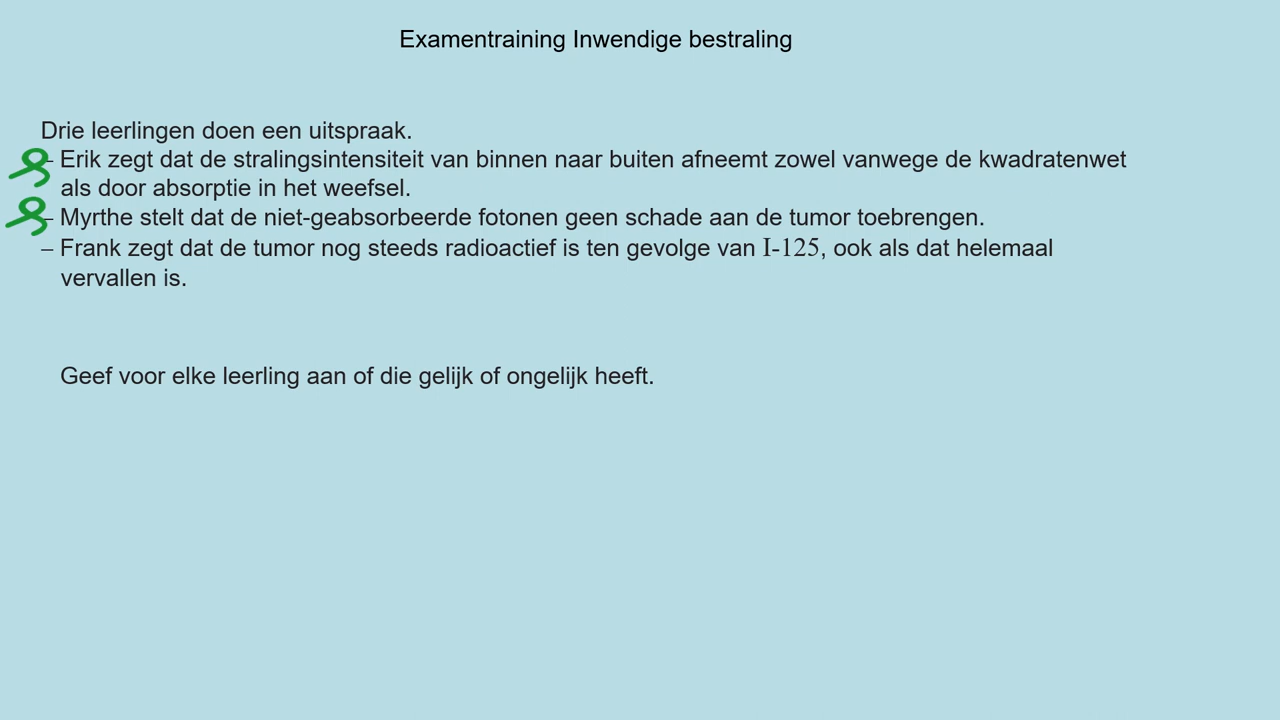 Examentraining Inwendige bestraling
Drie leerlingen doen een uitspraak.
– Erik zegt dat de stralingsintensiteit van binnen naar buiten afneemt zowel vanwege de kwadratenwet
als door absorptie in het weefsel.
– Myrthe stelt dat de niet-geabsorbeerde fotonen geen schade aan de tumor toebrengen.
– Frank zegt dat de tumor nog steeds radioactief is ten gevolge van I-125, ook als dat helemaal
vervallen is.
Geef voor elke leerling aan of die gelijk of ongelijk heeft.